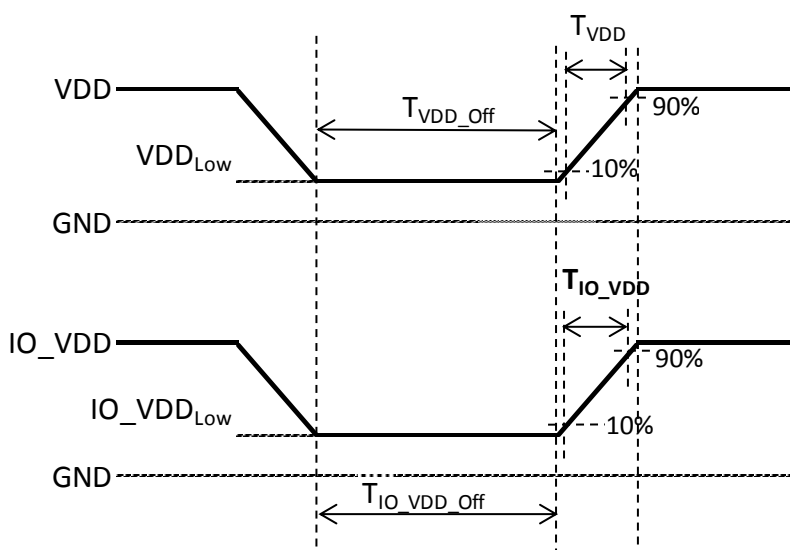 T_VDD
VDD
90%
T_VDD_Off
VDD_Low
10%
GND
T_IO_VDD
IO_VDD
90%
IO_VDD_Low
10%
GND
T_IO_VDD_Off